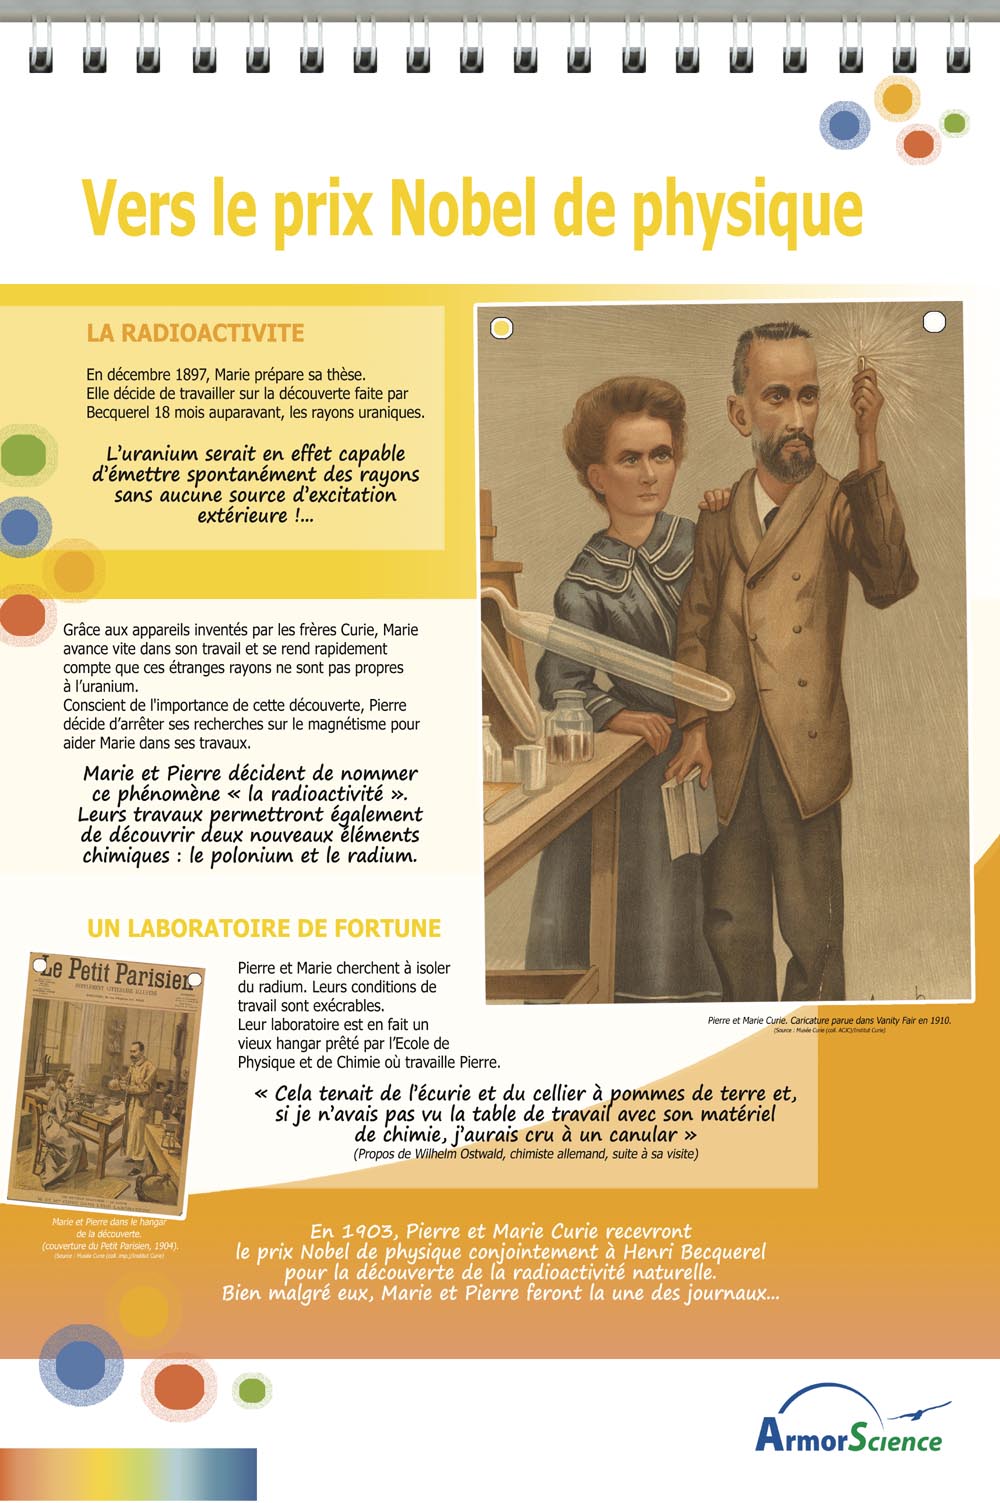 Vers le prix Nobel de physique
LA RADIOACTIVITE
En décembre 1897, Marie prépare sa thèse.
Elle décide de travailler sur la découverte faite par
Becquerel 18 mois auparavant, les rayons uraniques.
L’uranium serait en effet capable
d’émettre spontanément des rayons
sans aucune source d’excitation
extérieure !...
Grâce aux appareils inventés par les frères Curie, Marie
avance vite dans son travail et se rend rapidement
compte que ces étranges rayons ne sont pas propres
à l’uranium.
Conscient de l'importance de cette découverte, Pierre
décide d’arrêter ses recherches sur le magnétisme pour
aider Marie dans ses travaux.
Marie et Pierre décident de nommer
ce phénomène « la radioactivité ».
Leurs travaux permettront également
de découvrir deux nouveaux éléments
chimiques : le polonium et le radium.
Pierre et Marie Curie. Caricature parue dans Vanity Fair en 1910.
(Source : Musée Curie (coll. ACJC)/Institut Curie)
UN LABORATOIRE DE FORTUNE
Pierre et Marie cherchent à isoler
du radium. Leurs conditions de
travail sont exécrables.
Leur laboratoire est en fait un
vieux hangar prêté par l’Ecole de
Physique et de Chimie où travaille Pierre.
« Cela tenait de l’écurie et du cellier à pommes de terre et,
si je n’avais pas vu la table de travail avec son matériel
de chimie, j’aurais cru à un canular »
(Propos de Wilhelm Ostwald, chimiste allemand, suite à sa visite)
Le Petit Parisien
SUPPLEMENT LITTERAIRE ILLUSTRE
Marie et Pierre dans le hangar
de la découverte.
(couverture du Petit Parisien, 1904).
(Source : Musée Curie (coll. imp.)/Institut Curie)
En 1903, Pierre et Marie Curie recevront
le prix Nobel de physique conjointement à Henri Becquerel
pour la découverte de la radioactivité naturelle.
Bien malgré eux, Marie et Pierre feront la une des journaux...
ArmorScience